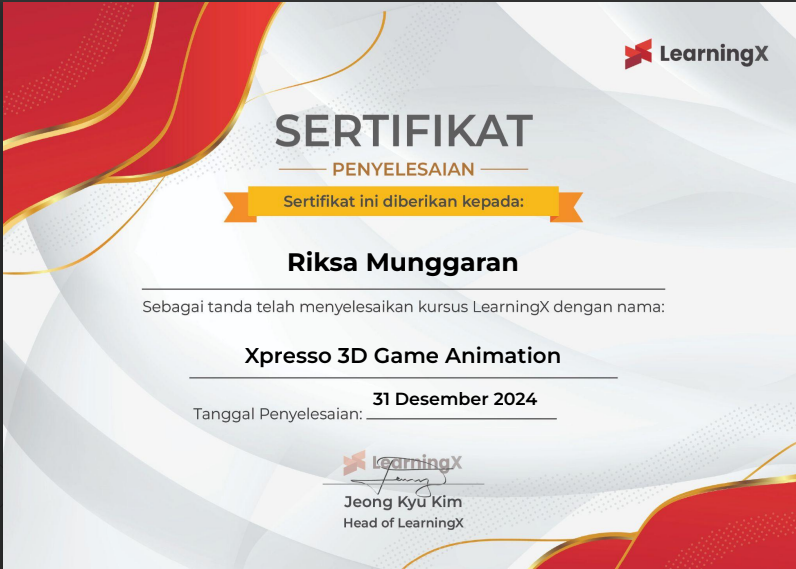 LearningX
SERTIFIKAT
PENYELESAIAN
Sertifikat ini diberikan kepada:
Riksa Munggaran
Sebagai tanda telah menyelesaikan kursus LearningX dengan nama:
Xpresso 3D Game Animation
Tanggal Penyelesaian: 31 Desember 2024
LearningX
Jeong Kyu Kim
Head of LearningX